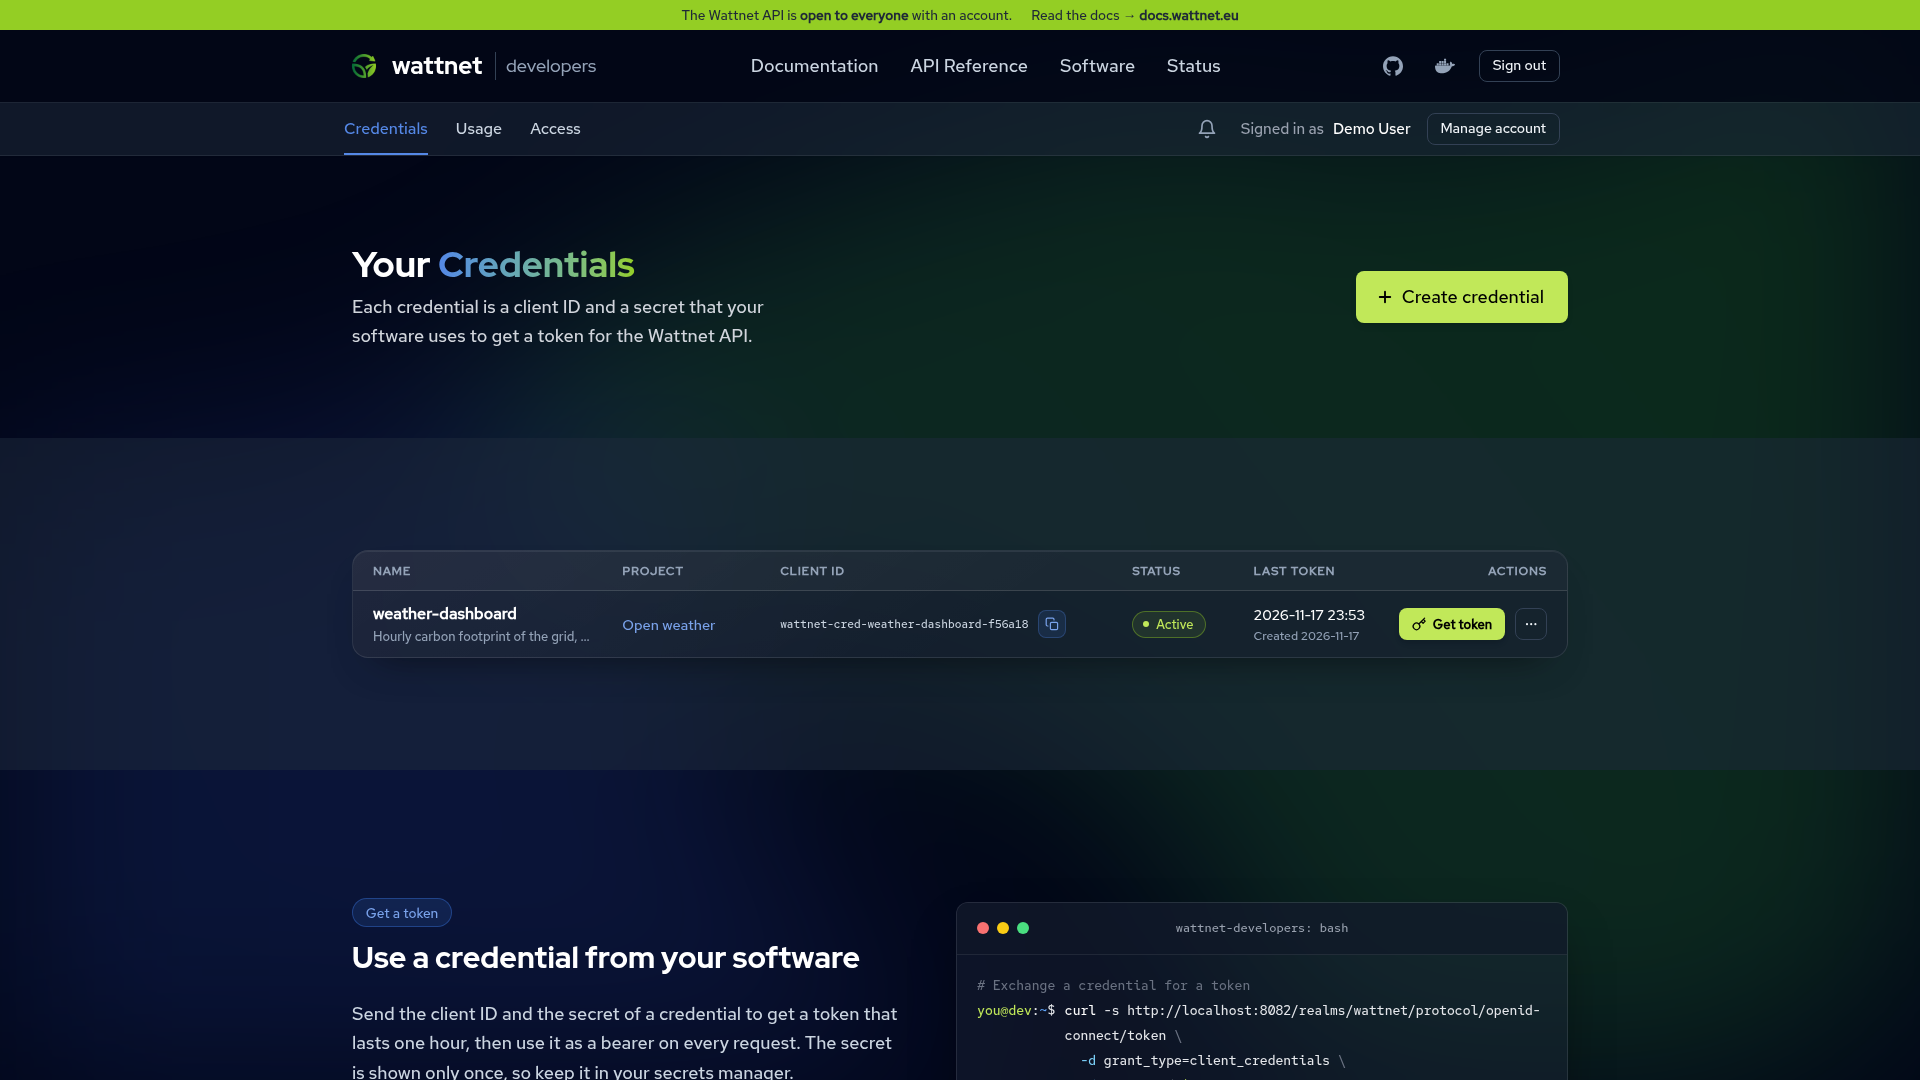 The Wattnet API is open to everyone with an account. Read the docs → docs.wattnet.eu
wattnet developers Documentation API Reference Software Status Sign out
Credentials Usage Access Signed in as Demo User Manage account
Your Credentials
Each credential is a client ID and a secret that your
software uses to get a token for the Wattnet API.
+ Create credential
NAME PROJECT CLIENT ID STATUS LAST TOKEN ACTIONS
weather-dashboard
Hourly carbon footprint of the grid, ...
Open weather
wattnet-cred-weather-dashboard-f56a18
Active
2026-11-17 23:53
Created 2026-11-17
Get token
Get a token
Use a credential from your software
Send the client ID and the secret of a credential to get a token that
lasts one hour, then use it as a bearer on every request. The secret
is shown only once, so keep it in your secrets manager.
wattnet-developers: bash
# Exchange a credential for a token
you@dev:~$ curl -s http://localhost:8082/realms/wattnet/protocol/openid-
connect/token \
-d grant_type=client_credentials \